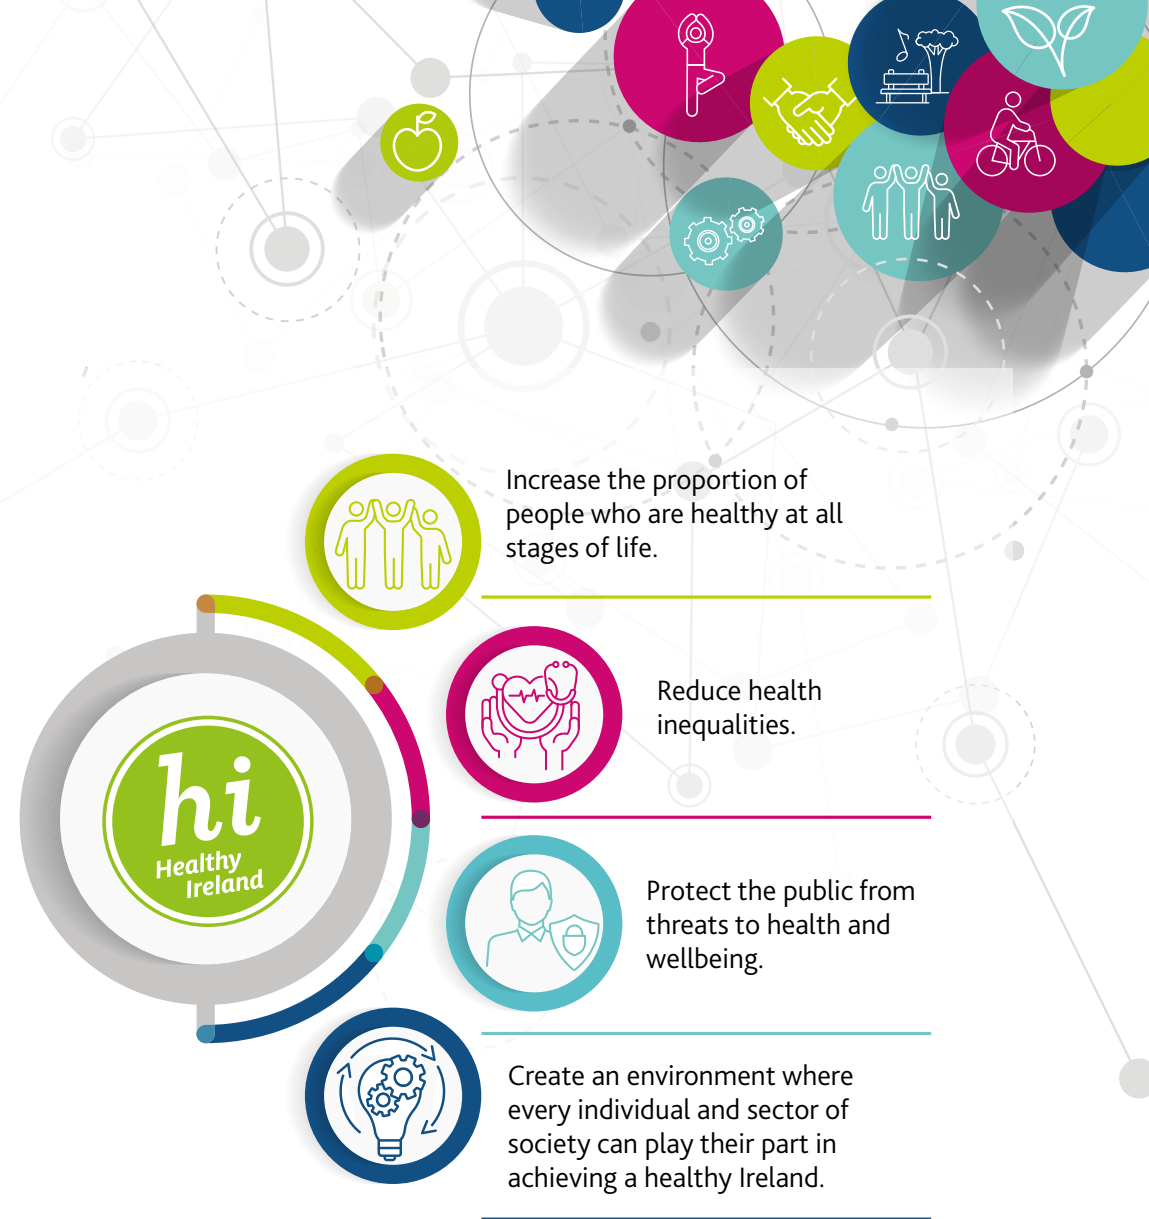 Increase the proportion of
people who are healthy at all
stages of life.
Reduce health
inequalities.
hi
Healthy
Ireland
Protect the public from
threats to health and
wellbeing.
Create an environment where
every individual and sector of
society can play their part in
achieving a healthy Ireland.